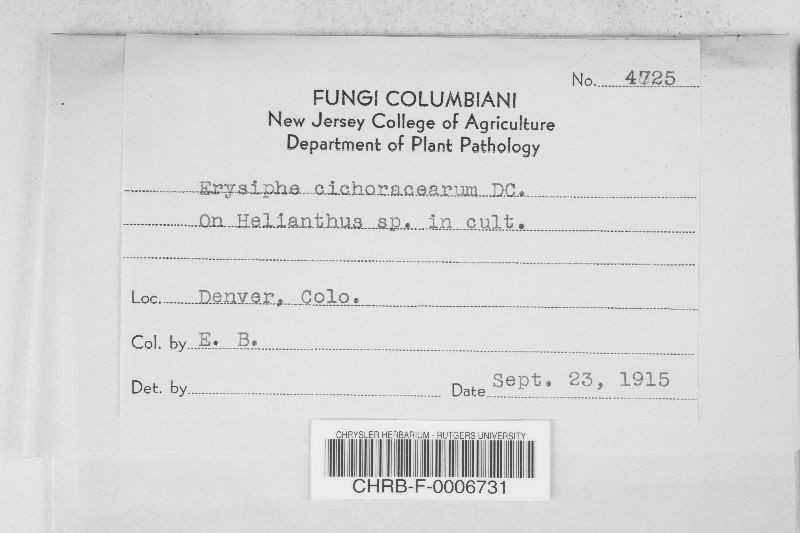 No. 4725
FUNGI COLUMBIANI
New Jersey College of Agriculture
Department of Plant Pathology
Erysiphe cichoracearum DC.
On Helianthus sp. in cult.
Loc. Denver, Colo.
Col. by E. B.
Det. by
Date Sept. 23, 1915
CHRYSLER HERBARIUM - RUTGERS UNIVERSITY
CHRB-F-0006731